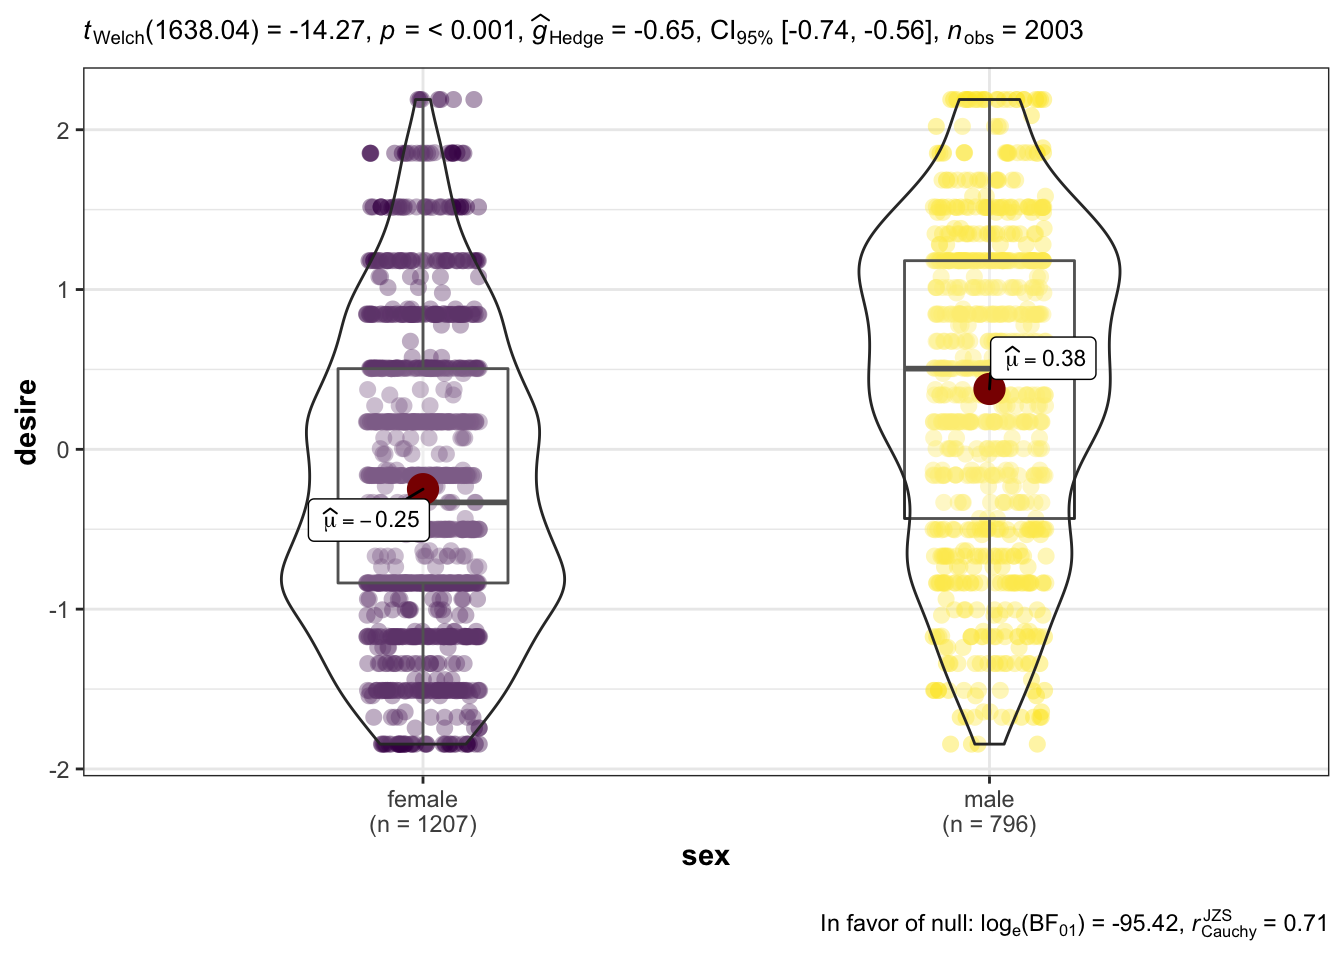 tWelch(1638.04) = -14.27, p = < 0.001, ĝHedge = -0.65, CI95% [-0.74, -0.56], nobs = 2003
desire
2
1
0
-1
-2
μ̂ = 0.38
μ̂ = −0.25
female
(n = 1207)
male
(n = 796)
sex
In favor of null: loge(BF01) = -95.42, rJZSCauchy = 0.71